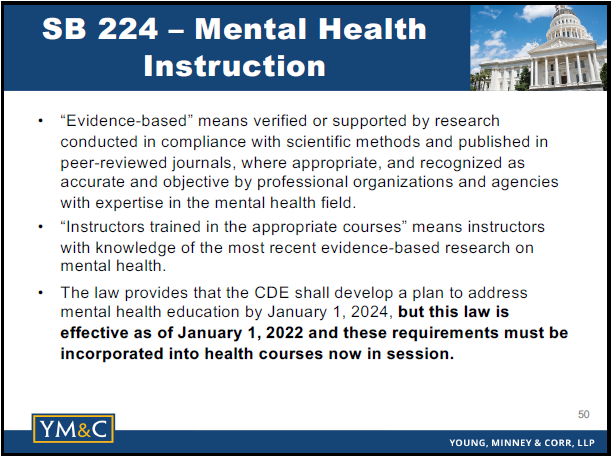 SB 224 – Mental Health
Instruction
• “Evidence-based” means verified or supported by research
conducted in compliance with scientific methods and published in
peer-reviewed journals, where appropriate, and recognized as
accurate and objective by professional organizations and agencies
with expertise in the mental health field.
• “Instructors trained in the appropriate courses” means instructors
with knowledge of the most recent evidence-based research on
mental health.
• The law provides that the CDE shall develop a plan to address
mental health education by January 1, 2024, but this law is
effective as of January 1, 2022 and these requirements must be
incorporated into health courses now in session.
50
YM&C
YOUNG, MINNEY & CORR, LLP